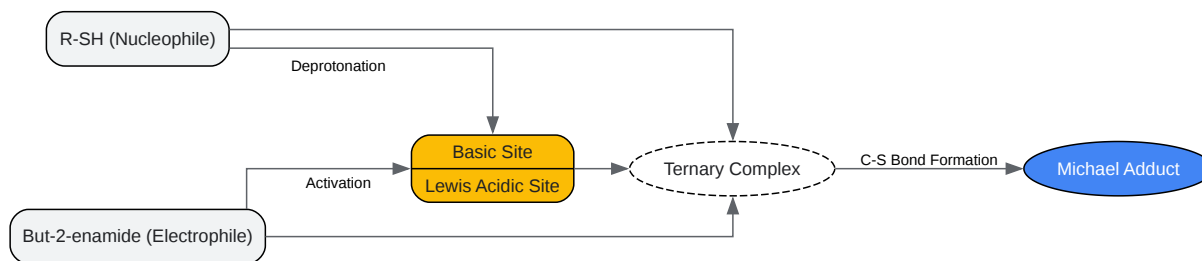 R-SH (Nucleophile)
Deprotonation
Basic Site
Lewis Acidic Site
Activation
But-2-enamide (Electrophile)
Ternary Complex
C-S Bond Formation
Michael Adduct